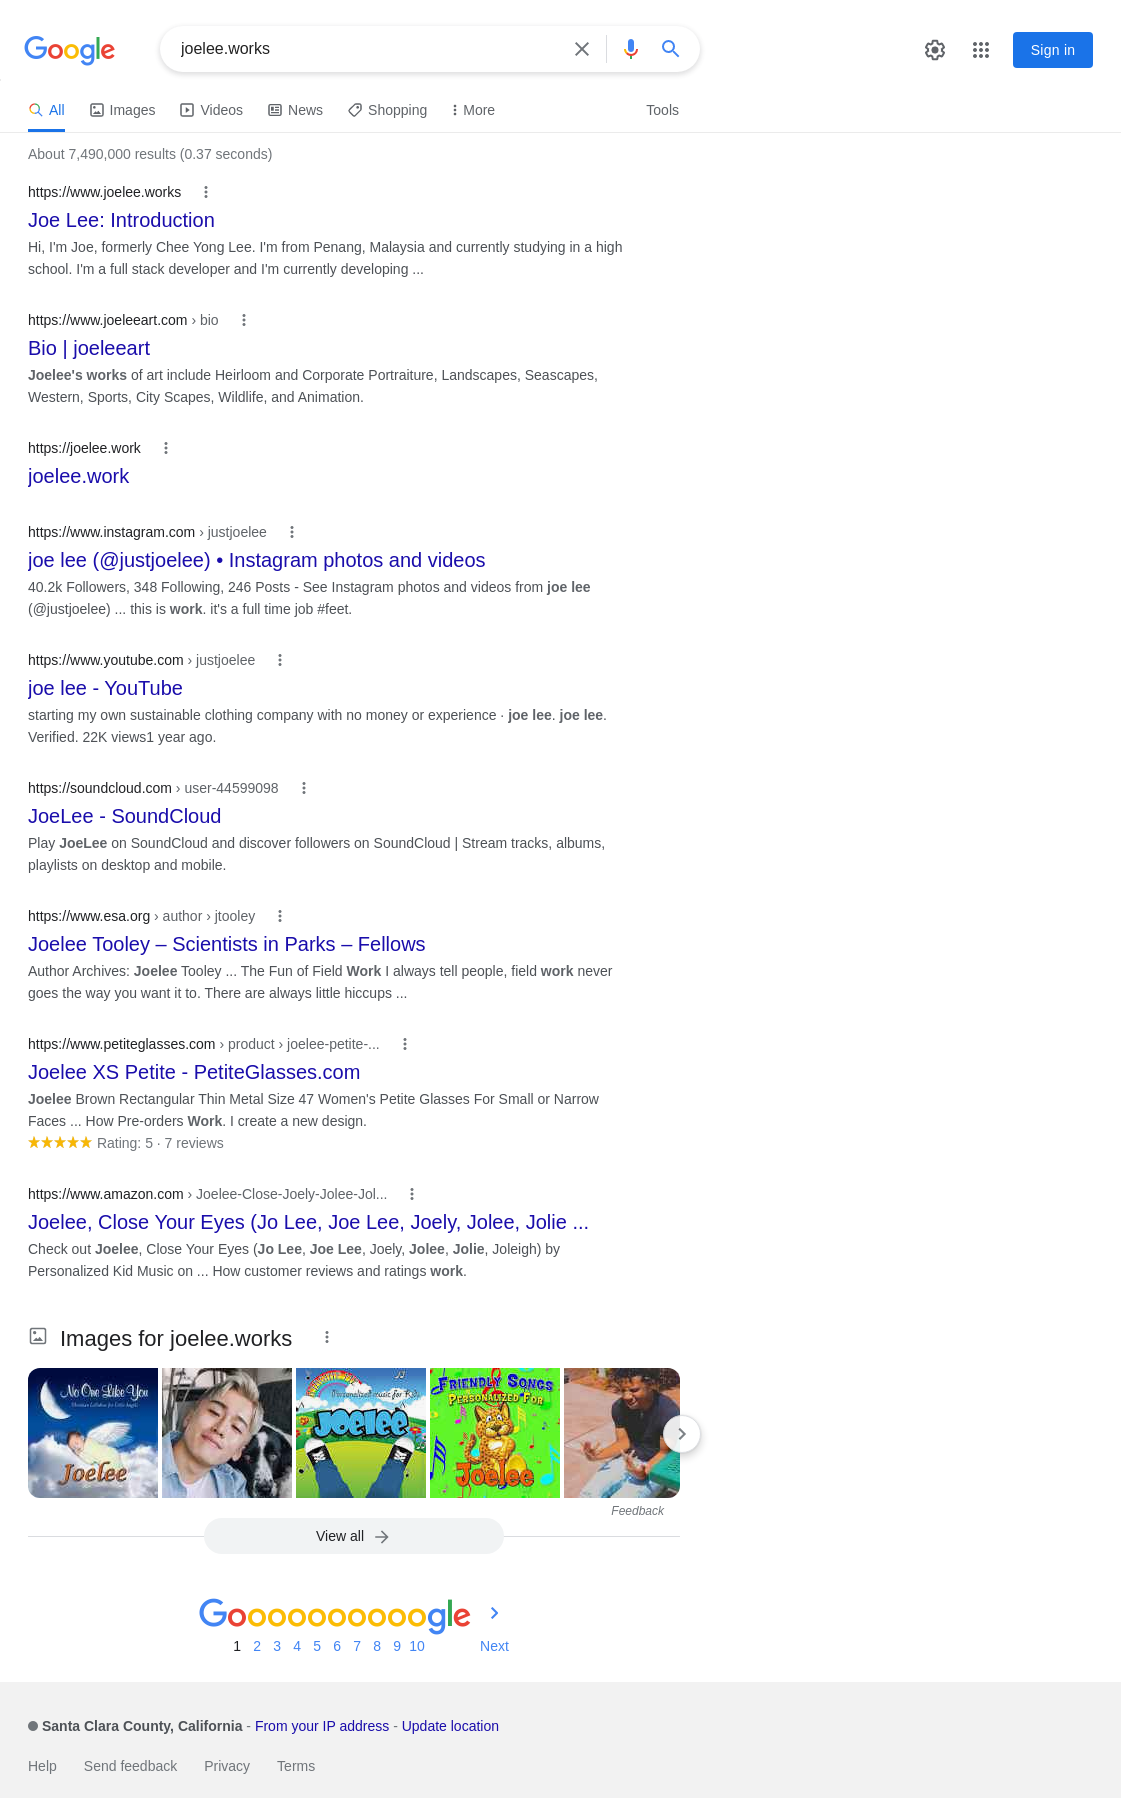 Google
joelee.works
Sign in
All
Images
Videos
News
Shopping
More
Tools
About 7,490,000 results (0.37 seconds)
https://www.joelee.works
Joe Lee: Introduction
Hi, I'm Joe, formerly Chee Yong Lee. I'm from Penang, Malaysia and currently studying in a high
school. I'm a full stack developer and I'm currently developing ...
https://www.joeleeart.com › bio
Bio | joeleeart
Joelee's works of art include Heirloom and Corporate Portraiture, Landscapes, Seascapes,
Western, Sports, City Scapes, Wildlife, and Animation.
https://joelee.work
joelee.work
https://www.instagram.com › justjoelee
joe lee (@justjoelee) • Instagram photos and videos
40.2k Followers, 348 Following, 246 Posts - See Instagram photos and videos from joe lee
(@justjoelee) ... this is work. it's a full time job #feet.
https://www.youtube.com › justjoelee
joe lee - YouTube
starting my own sustainable clothing company with no money or experience · joe lee. joe lee.
Verified. 22K views1 year ago.
https://soundcloud.com › user-44599098
JoeLee - SoundCloud
Play JoeLee on SoundCloud and discover followers on SoundCloud | Stream tracks, albums,
playlists on desktop and mobile.
https://www.esa.org › author › jtooley
Joelee Tooley – Scientists in Parks – Fellows
Author Archives: Joelee Tooley ... The Fun of Field Work I always tell people, field work never
goes the way you want it to. There are always little hiccups ...
https://www.petiteglasses.com › product › joelee-petite-...
Joelee XS Petite - PetiteGlasses.com
Joelee Brown Rectangular Thin Metal Size 47 Women's Petite Glasses For Small or Narrow
Faces ... How Pre-orders Work. I create a new design.
Rating: 5 · 7 reviews
https://www.amazon.com › Joelee-Close-Joely-Jolee-Jol...
Joelee, Close Your Eyes (Jo Lee, Joe Lee, Joely, Jolee, Jolie ...
Check out Joelee, Close Your Eyes (Jo Lee, Joe Lee, Joely, Jolee, Jolie, Joleigh) by
Personalized Kid Music on ... How customer reviews and ratings work.
Images for joelee.works
No One Like You
Christian Lullabies for Little Angels
Joelee
Personalized music for Kids
Joelee
FRIENDLY SONGS
PERSONALIZED FOR
Joelee
Feedback
View all
Goooooooooogle
1 2 3 4 5 6 7 8 9 10 Next
Santa Clara County, California - From your IP address - Update location
Help
Send feedback
Privacy
Terms